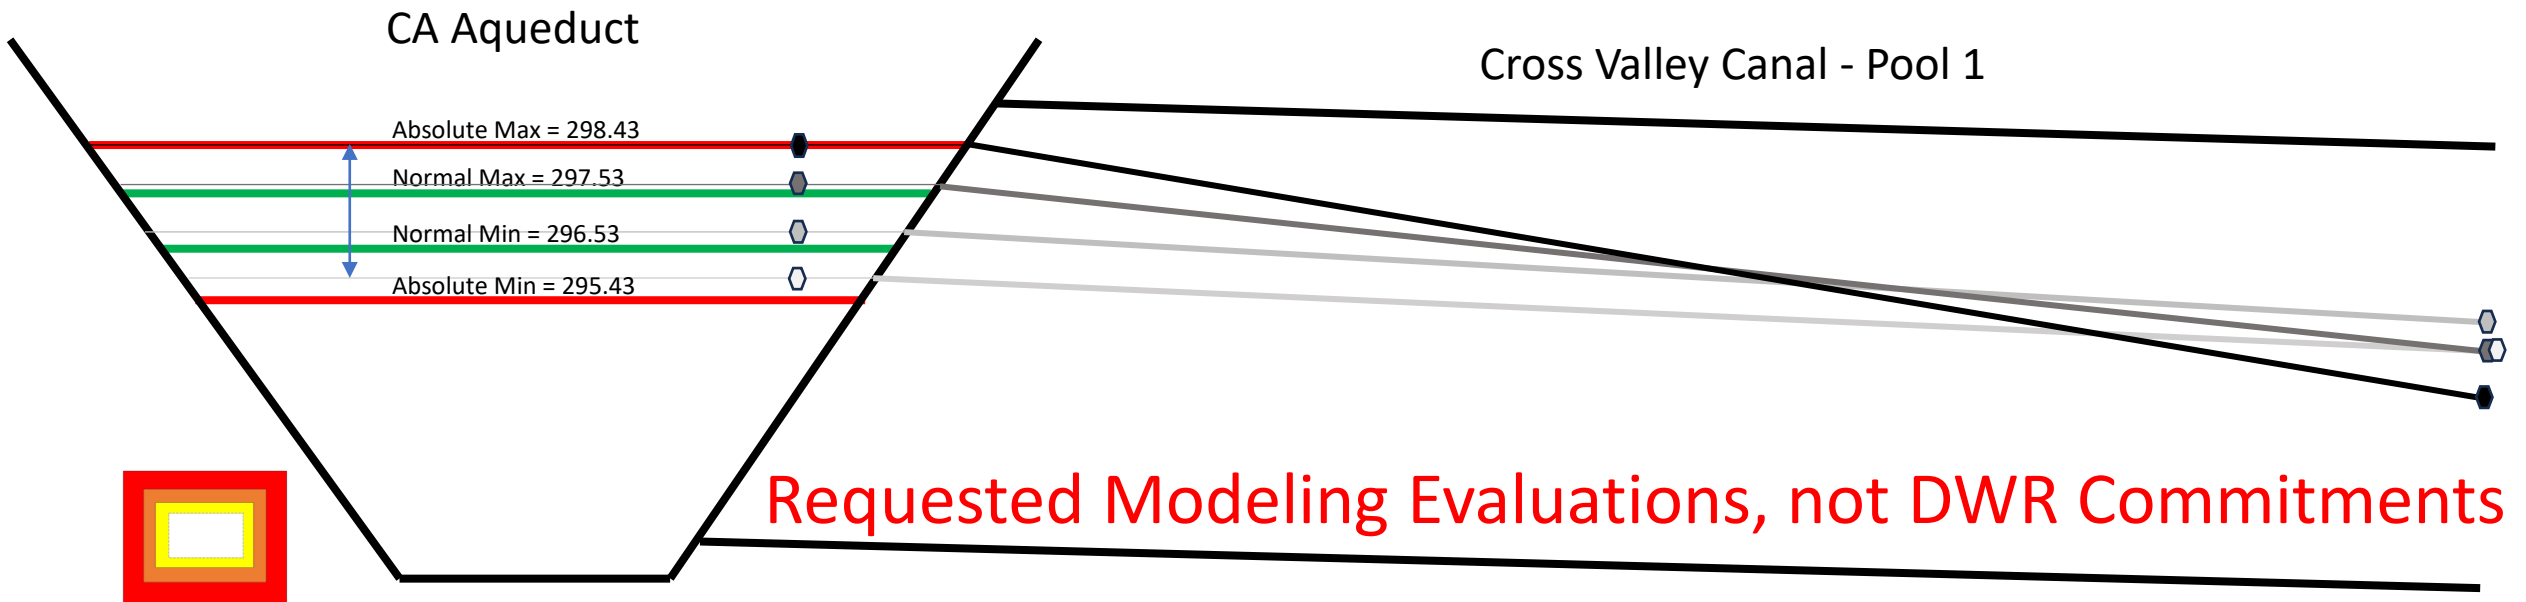 CA Aqueduct
Cross Valley Canal - Pool 1
Absolute Max = 298.43
Normal Max = 297.53
Normal Min = 296.53
Absolute Min = 295.43
Requested Modeling Evaluations, not DWR Commitments